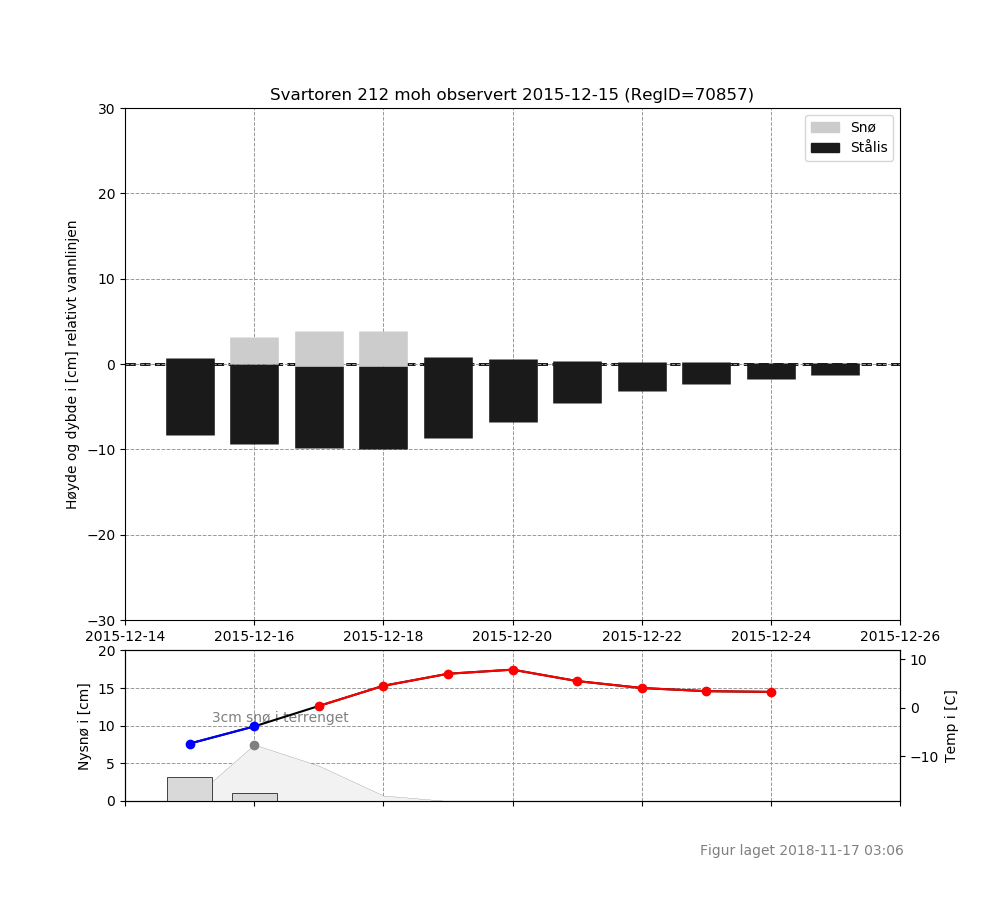 Svartoren 212 moh observert 2015-12-15 (RegID=70857)
Snø
Stålis
Høyde og dybde i [cm] relativt vannlinjen
30
20
10
0
−10
−20
−30
2015-12-14 2015-12-16 2015-12-18 2015-12-20 2015-12-22 2015-12-24 2015-12-26
Nysnø i [cm]
20
15
10
5
0
3cm snø i terrenget
10
0
−10
Temp i [C]
Figur laget 2018-11-17 03:06